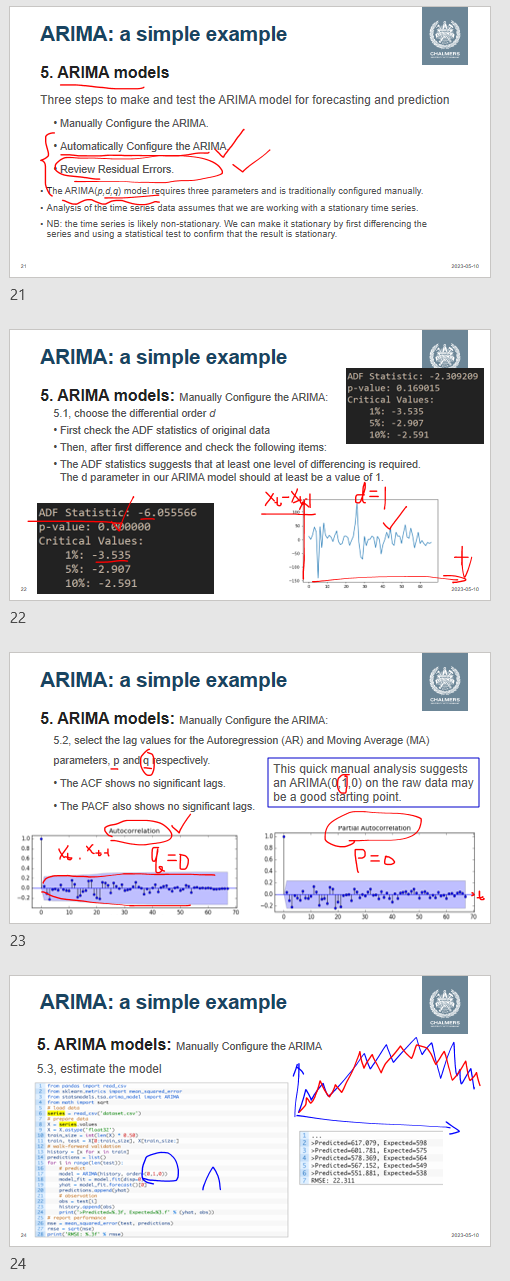 ARIMA: a simple example
CHALMERS
5. ARIMA models
Three steps to make and test the ARIMA model for forecasting and prediction
• Manually Configure the ARIMA.
• Automatically Configure the ARIMA.
• Review Residual Errors.
• The ARIMA(p,d,q) model requires three parameters and is traditionally configured manually.
• Analysis of the time series data assumes that we are working with a stationary time series.
• NB: the time series is likely non-stationary. We can make it stationary by first differencing the
series and using a statistical test to confirm that the result is stationary.
21
2023-05-10
21
ARIMA: a simple example
5. ARIMA models: Manually Configure the ARIMA:
ADF Statistic: -2.309209
p-value: 0.169015
Critical Values:
1%: -3.535
5%: -2.907
10%: -2.591
5.1, choose the differential order d
• First check the ADF statistics of original data
• Then, after first difference and check the following items:
• The ADF statistics suggests that at least one level of differencing is required.
The d parameter in our ARIMA model should at least be a value of 1.
d=1
ADF Statistic: -6.055566
p-value: 0.000000
Critical Values:
1%: -3.535
5%: -2.907
10%: -2.591
100
50
0
-50
-100
-150
0 10 20 30 40 50 60
t
22
2023-05-10
22
ARIMA: a simple example
CHALMERS
5. ARIMA models: Manually Configure the ARIMA:
5.2, select the lag values for the Autoregression (AR) and Moving Average (MA)
parameters, p and q respectively.
• The ACF shows no significant lags.
• The PACF also shows no significant lags.
This quick manual analysis suggests
an ARIMA(0,1,0) on the raw data may
be a good starting point.
Autocorrelation
q=0
1.0
0.8
0.6
0.4
0.2
0.0
-0.2
0 10 20 30 40 50 60 70
Partial Autocorrelation
P=0
1.0
0.8
0.6
0.4
0.2
0.0
-0.2
0 10 20 30 40 50 60 70
23
ARIMA: a simple example
CHALMERS
5. ARIMA models: Manually Configure the ARIMA
5.3, estimate the model
1 from pandas import read_csv
2 from sklearn.metrics import mean_squared_error
3 from statsmodels.tsa.arima_model import ARIMA
4 from math import sqrt
5 # load data
6 series = read_csv('dataset.csv')
7 # prepare data
8 X = series.values
9 X = X.astype('float32')
10 train_size = int(len(X) * 0.50)
11 train, test = X[0:train_size], X[train_size:]
12 # walk-forward validation
13 history = [x for x in train]
14 predictions = list()
15 for i in range(len(test)):
16 # predict
17 model = ARIMA(history, order=(0,1,0))
18 model_fit = model.fit(disp=0)
19 yhat = model_fit.forecast()[0]
20 predictions.append(yhat)
21 # observation
22 obs = test[i]
23 history.append(obs)
24 print('>Predicted=%.3f, Expected=%3.f' % (yhat, obs))
25 # report performance
26 mse = mean_squared_error(test, predictions)
27 rmse = sqrt(mse)
28 print('RMSE: %.3f' % rmse)
1 ...
2 >Predicted=617.079, Expected=598
3 >Predicted=601.781, Expected=575
4 >Predicted=578.369, Expected=564
5 >Predicted=567.152, Expected=549
6 >Predicted=551.881, Expected=538
7 RMSE: 22.311
24
2023-05-10
24